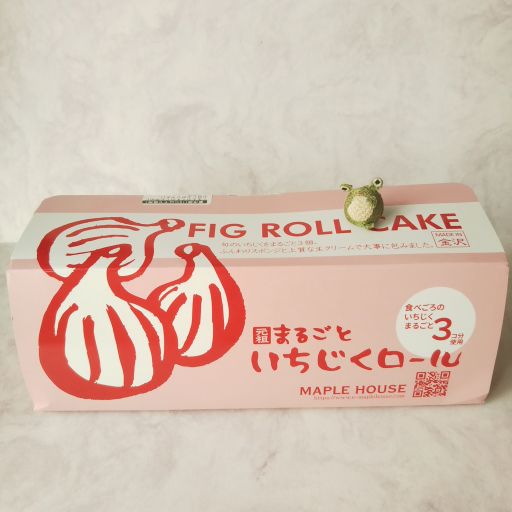 FIG ROLL CAKE
旬のいちじくをまるごと3個、
ふんわりスポンジと上質な生クリームで大事に包みました。
MADE IN
金沢
食べごろの
いちじく
まるごと
3コ分
使用
元祖 まるごと
いちじくロール
MAPLE HOUSE